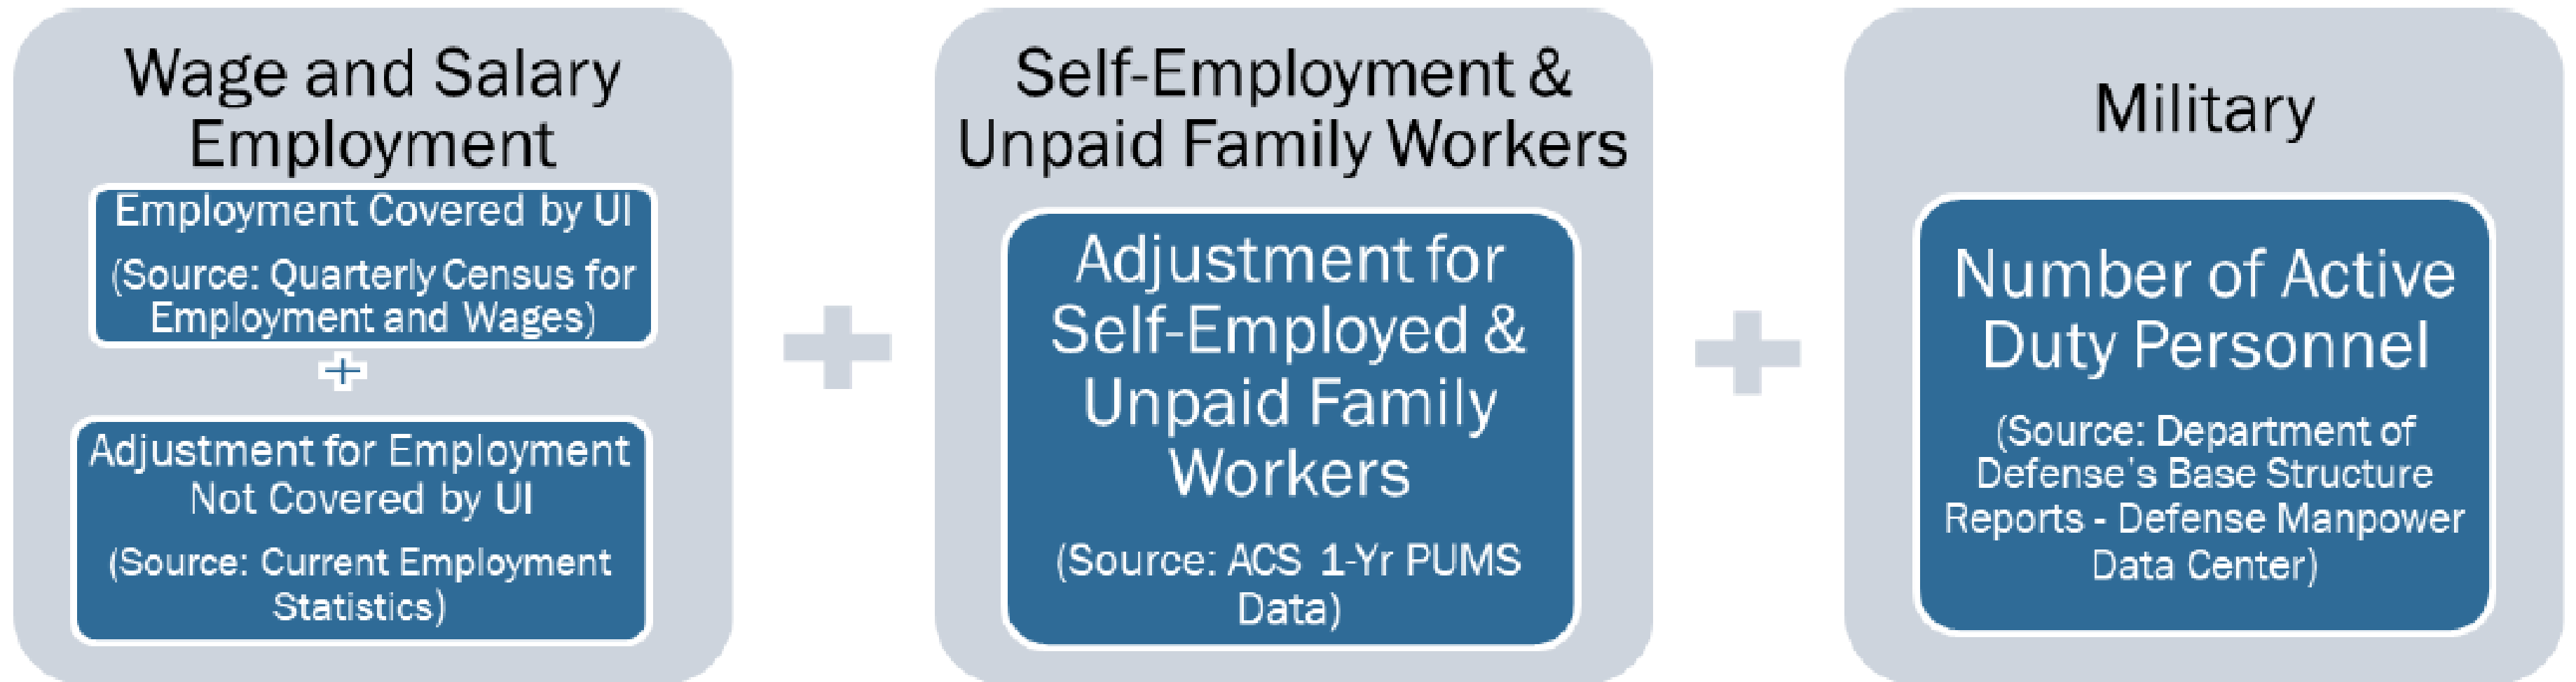 Wage and Salary
Employment
Employment Covered by UI
(Source: Quarterly Census for
Employment and Wages)
+
Adjustment for Employment
Not Covered by UI
(Source: Current Employment
Statistics)
+
Self-Employment &
Unpaid Family Workers
Adjustment for
Self-Employed &
Unpaid Family
Workers
(Source: ACS 1-Yr PUMS
Data)
+
Military
Number of Active
Duty Personnel
(Source: Department of
Defense's Base Structure
Reports - Defense Manpower
Data Center)